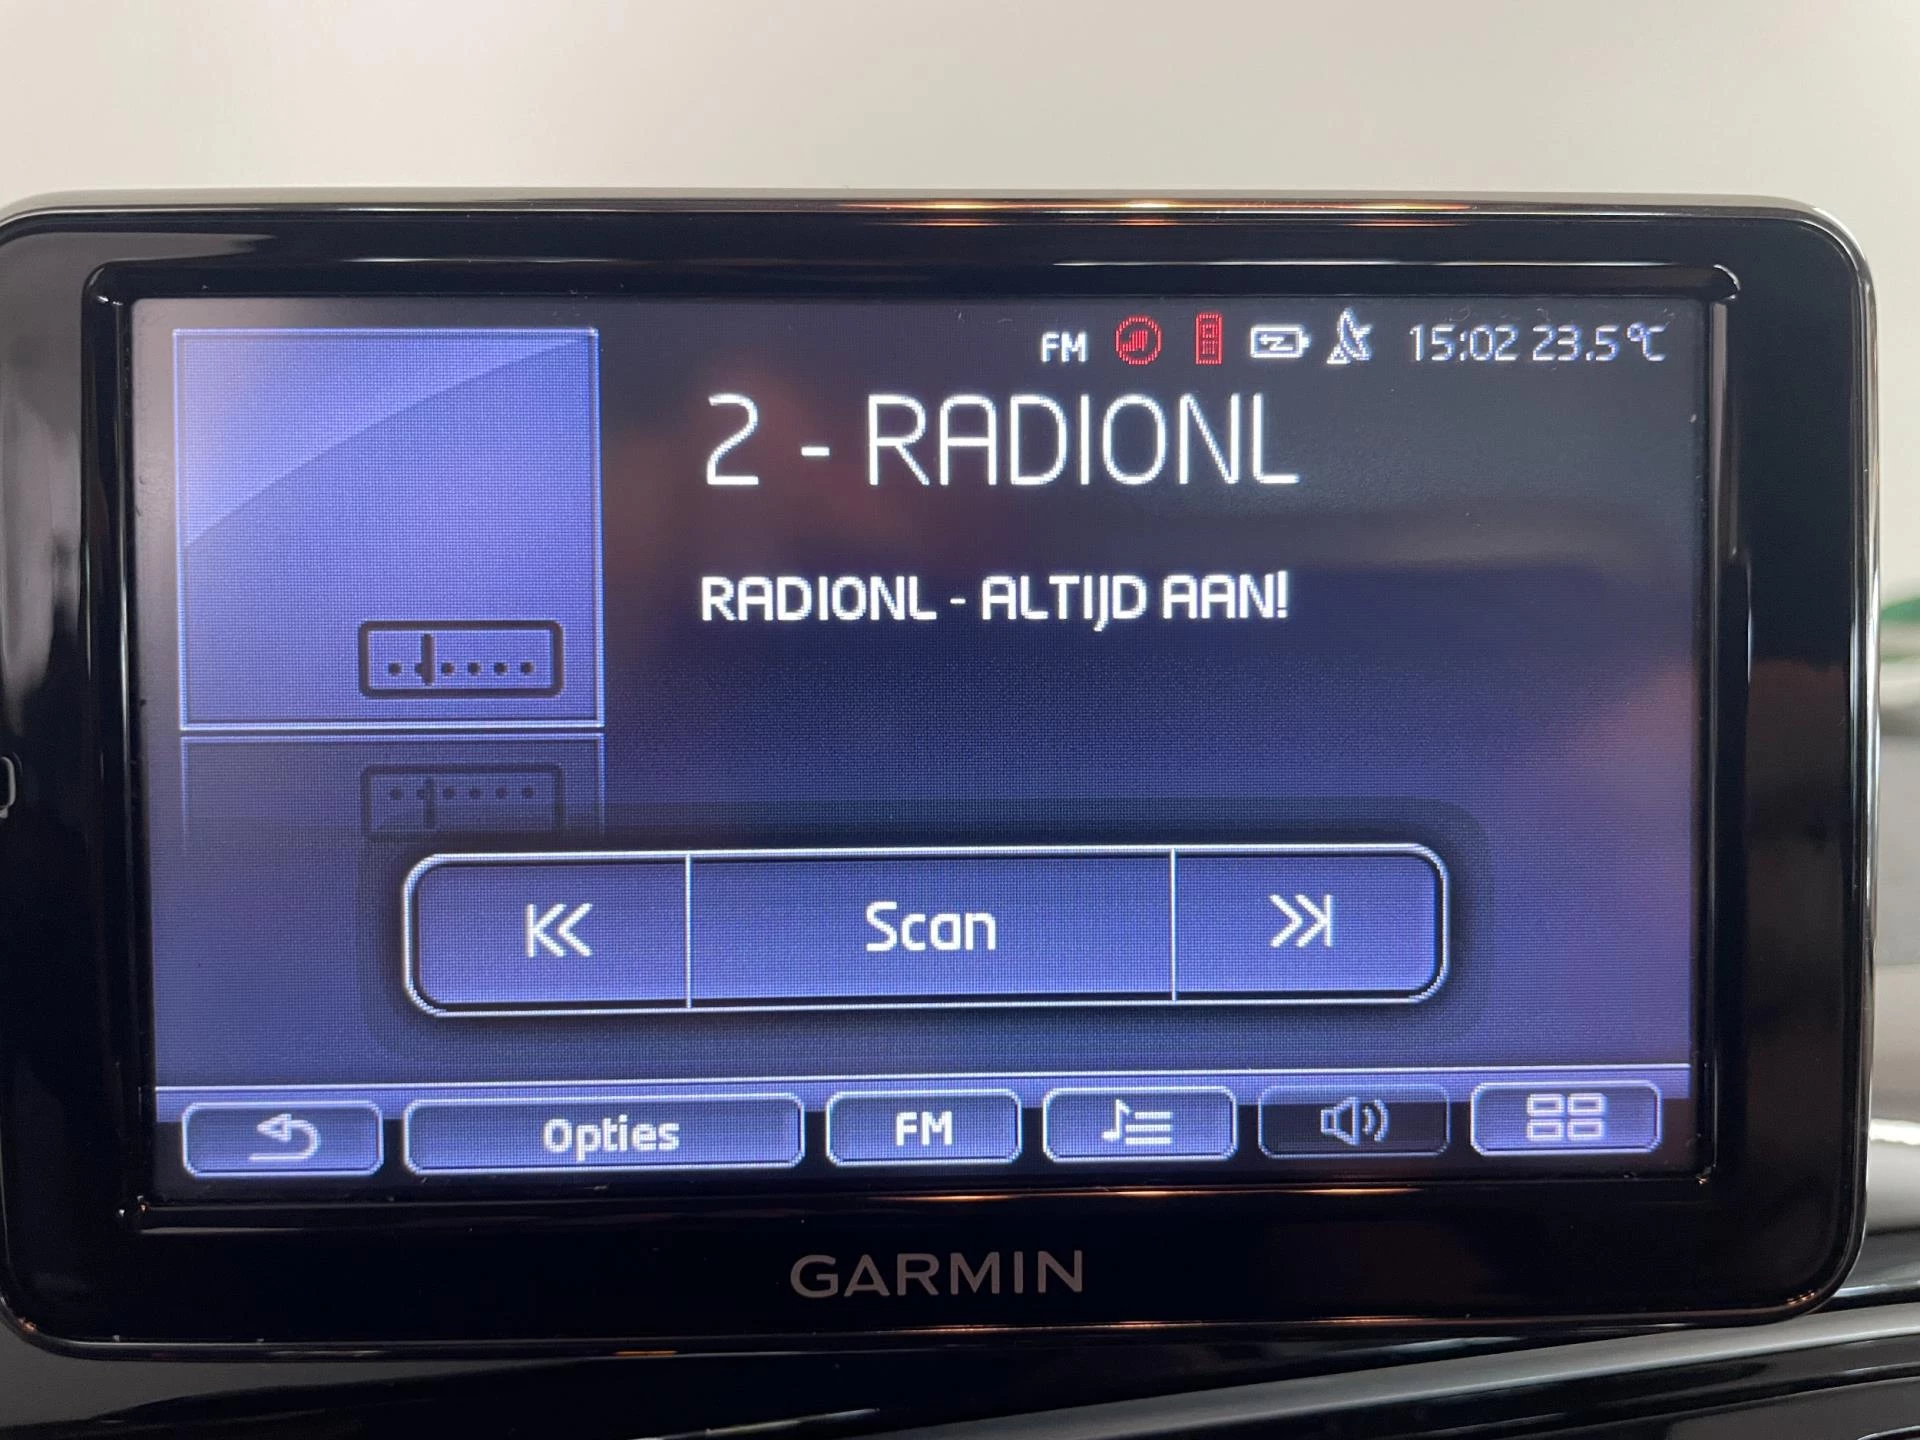 FM 15:02 23.5°C
2 - RADIONL
RADIONL - ALTIJD AAN!
Scan
Opties FM
GARMIN